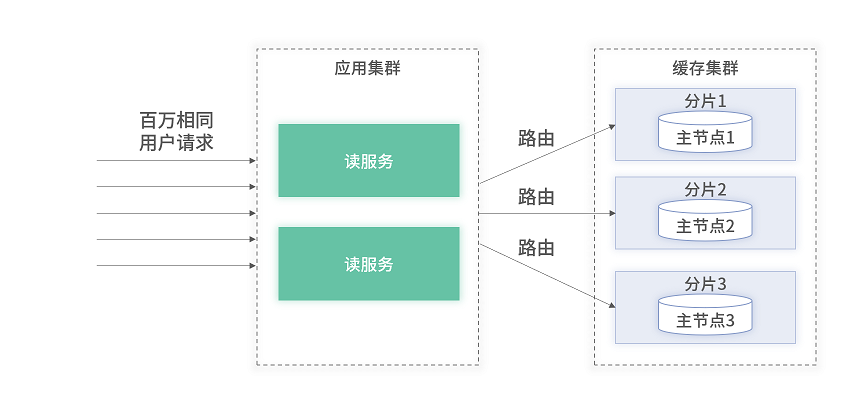 百万相同
用户请求
应用集群
读服务
读服务
路由
路由
路由
缓存集群
分片1
主节点1
分片2
主节点2
分片3
主节点3